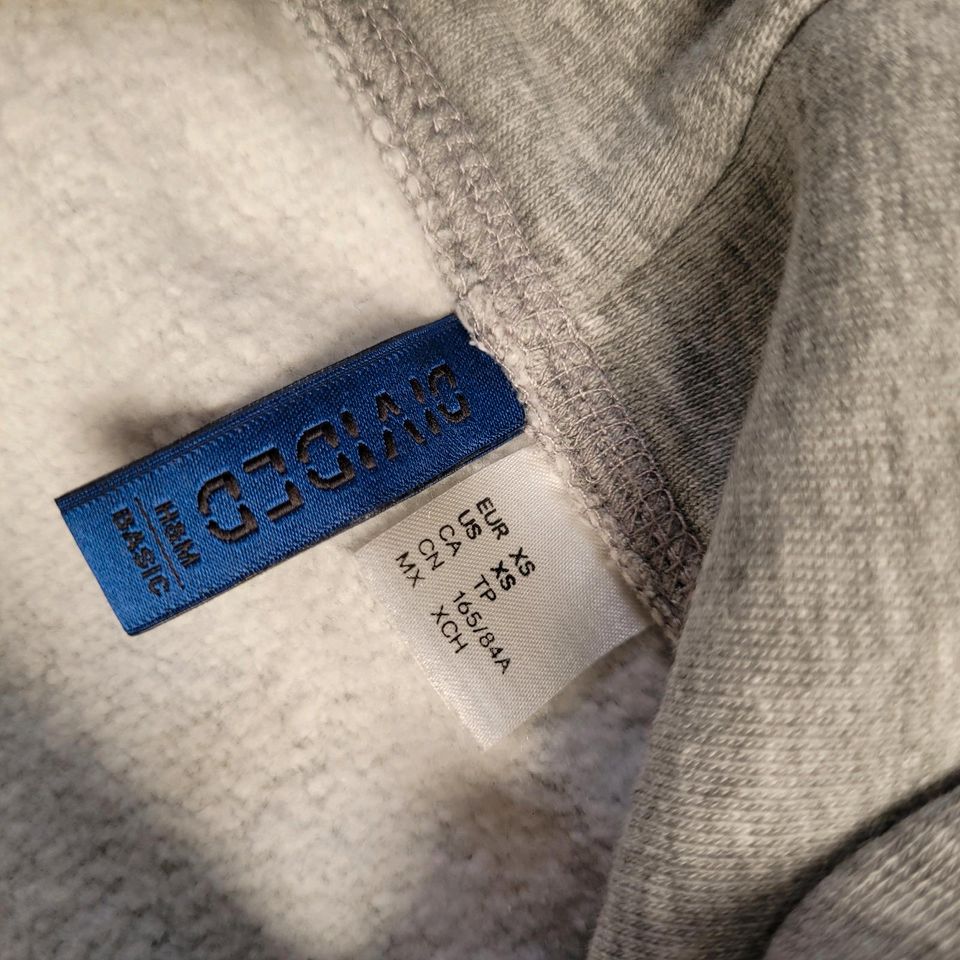 DIVIDED
H&M
BASIC
EUR XS
US XS
CA TP
CN 165/84A
MX XCH